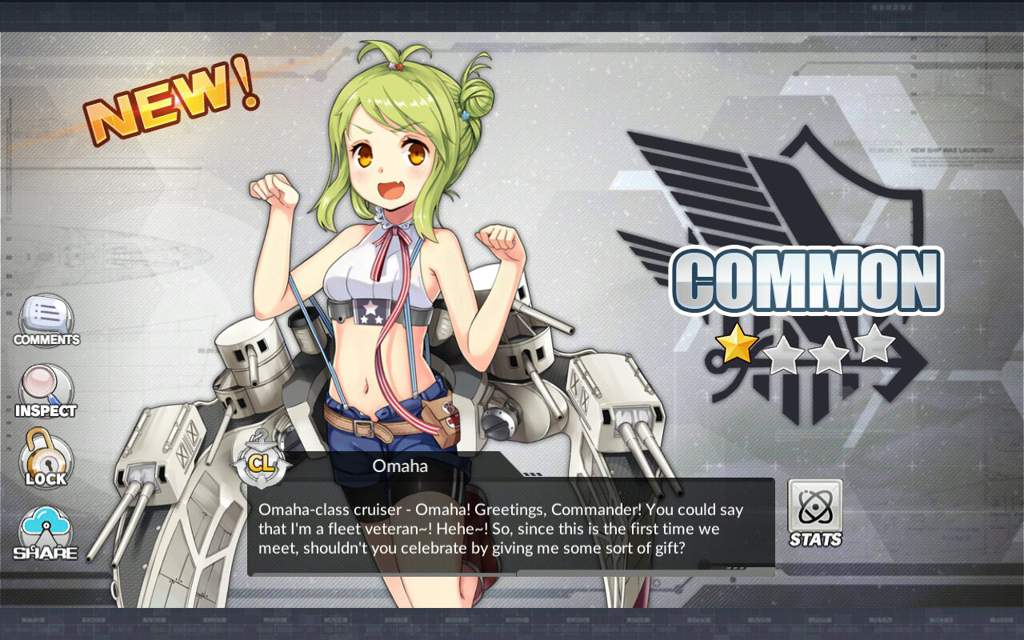 NEW!
COMMON
COMMENTS
INSPECT
LOCK
SHARE
CL
Omaha
Omaha-class cruiser - Omaha! Greetings, Commander! You could say
that I'm a fleet veteran~! Hehe~! So, since this is the first time we
meet, shouldn't you celebrate by giving me some sort of gift?
STATS